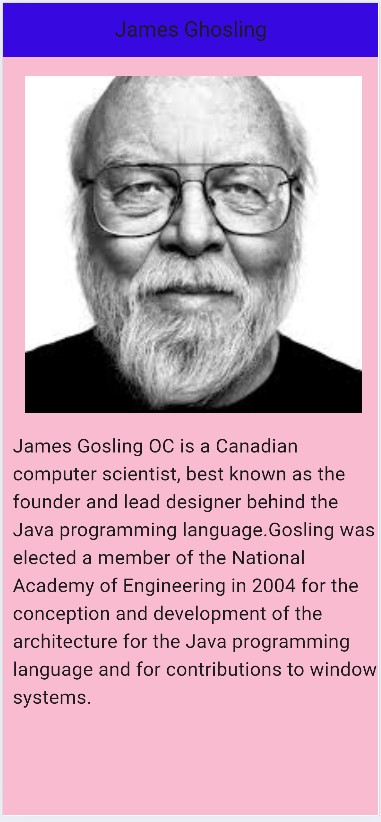 James Ghosling
James Gosling OC is a Canadian
computer scientist, best known as the
founder and lead designer behind the
Java programming language.Gosling was
elected a member of the National
Academy of Engineering in 2004 for the
conception and development of the
architecture for the Java programming
language and for contributions to window
systems.